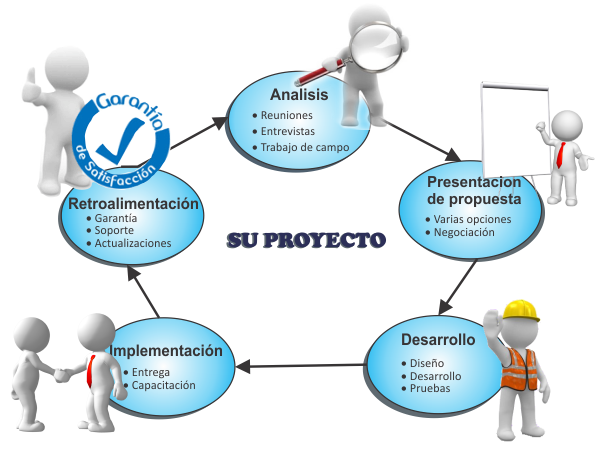 Analisis
• Reuniones
• Entrevistas
• Trabajo de campo
Presentacion
de propuesta
• Varias opciones
• Negociación
Desarrollo
• Diseño
• Desarrollo
• Pruebas
Implementación
• Entrega
• Capacitación
Garantía
de Satisfacción
Retroalimentación
• Garantía
• Soporte
• Actualizaciones
SU PROYECTO